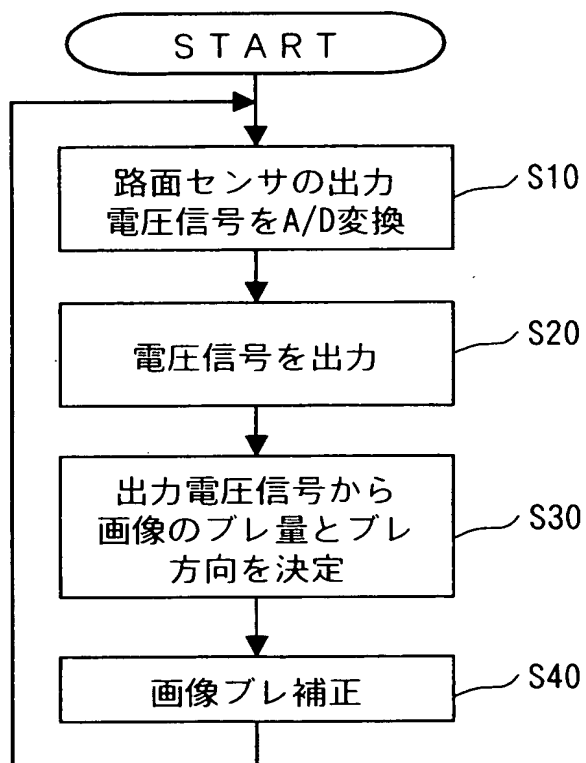 START
路面センサの出力
電圧信号をA/D変換
S10
電圧信号を出力
S20
出力電圧信号から
画像のブレ量とブレ
方向を決定
S30
画像ブレ補正
S40